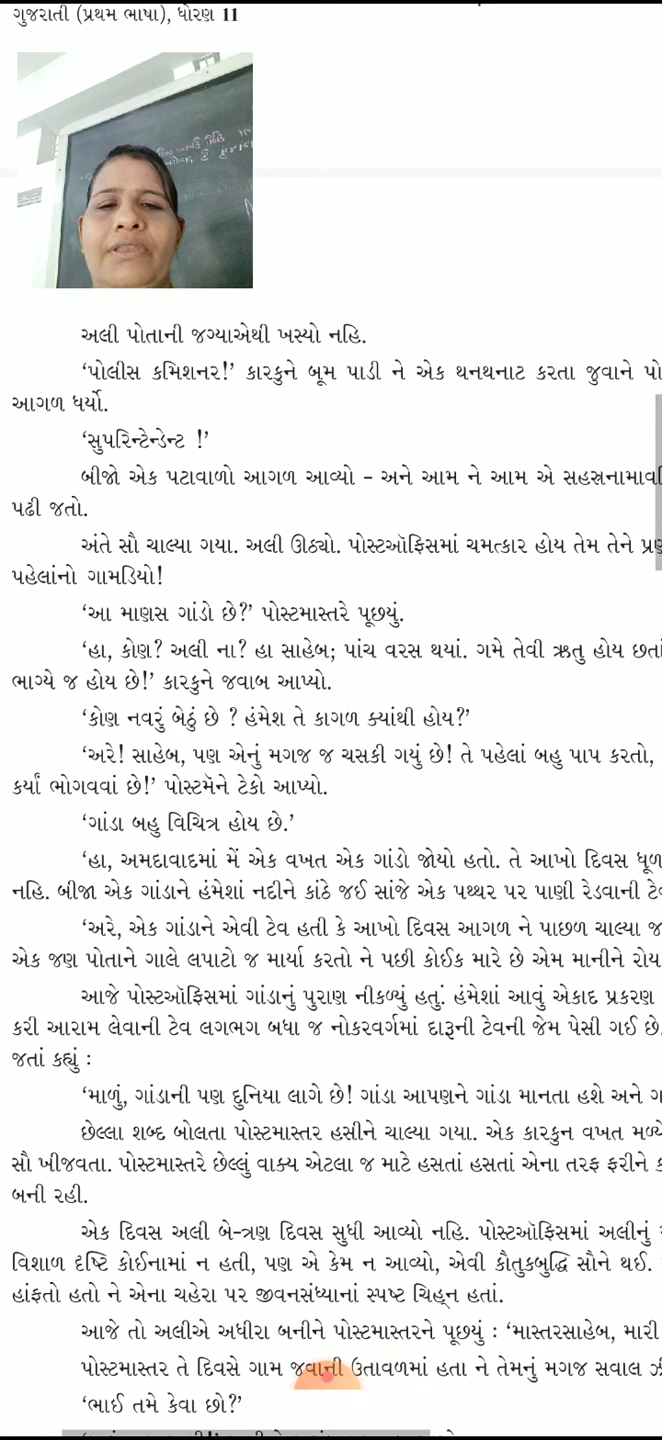 ગુજરાતી (પ્રથમ ભાષા), ધોરણ 11
અલી પોતાની જગ્યાએથી ખસ્યો નહિ.
‘પોલીસ કમિશનર!’ કારકુને બૂમ પાડી ને એક થનથનાટ કરતા જુવાને પો
આગળ ધર્યો.
‘સુપરિન્ટેન્ડેન્ટ !’
બીજો એક પટાવાળો આગળ આવ્યો – અને આમ ને આમ એ સહસ્રનામાવ
પઢી જતો.
અંતે સૌ ચાલ્યા ગયા. અલી ઊઠ્યો. પોસ્ટઑફિસમાં ચમત્કાર હોય તેમ તેને પ્રણ
પહેલાંનો ગામડિયો!
‘આ માણસ ગાંડો છે?’ પોસ્ટમાસ્તરે પૂછયું.
‘હા, કોણ? અલી ના? હા સાહેબ; પાંચ વરસ થયાં. ગમે તેવી ઋતુ હોય છતાં
ભાગ્યે જ હોય છે!’ કારકુને જવાબ આપ્યો.
‘કોણ નવરું બેઠું છે ? હંમેશ તે કાગળ ક્યાંથી હોય?’
‘અરે! સાહેબ, પણ એનું મગજ જ ચસકી ગયું છે! તે પહેલાં બહુ પાપ કરતો,
કર્યાં ભોગવવાં છે!’ પોસ્ટમૅને ટેકો આપ્યો.
‘ગાંડા બહુ વિચિત્ર હોય છે.’
‘હા, અમદાવાદમાં મેં એક વખત એક ગાંડો જોયો હતો. તે આખો દિવસ ધૂળ
નહિ. બીજા એક ગાંડાને હંમેશાં નદીને કાંઠે જઈ સાંજે એક પથ્થર પર પાણી રેડવાની ટે
‘અરે, એક ગાંડાને એવી ટેવ હતી કે આખો દિવસ આગળ ને પાછળ ચાલ્યા જ
એક જણ પોતાને ગાલે લપાટો જ માર્યા કરતો ને પછી કોઈક મારે છે એમ માનીને રોય
આજે પોસ્ટઑફિસમાં ગાંડાનું પુરાણ નીકળ્યું હતું. હંમેશાં આવું એકાદ પ્રકરણ
કરી આરામ લેવાની ટેવ લગભગ બધા જ નોકરવર્ગમાં દારૂની ટેવની જેમ પેસી ગઈ છે.
જતાં કહ્યું :
‘માળું, ગાંડાની પણ દુનિયા લાગે છે! ગાંડા આપણને ગાંડા માનતા હશે અને ગ
છેલ્લા શબ્દ બોલતા પોસ્ટમાસ્તર હસીને ચાલ્યા ગયા. એક કારકુન વખત મળ્યે
સૌ ખીજવતા. પોસ્ટમાસ્તરે છેલ્લું વાક્ય એટલા જ માટે હસતાં હસતાં એના તરફ ફરીને ક
બની રહી.
એક દિવસ અલી બે-ત્રણ દિવસ સુધી આવ્યો નહિ. પોસ્ટઑફિસમાં અલીનું
વિશાળ દૃષ્ટિ કોઈનામાં ન હતી, પણ એ કેમ ન આવ્યો, એવી કૌતુકબુદ્ધિ સૌને થઈ.
હાંફતો હતો ને એના ચહેરા પર જીવનસંધ્યાનાં સ્પષ્ટ ચિહ્ન હતાં.
આજે તો અલીએ અધીરા બનીને પોસ્ટમાસ્તરને પૂછયું : ‘માસ્તરસાહેબ, મારી
પોસ્ટમાસ્તર તે દિવસે ગામ જવાની ઉતાવળમાં હતા ને તેમનું મગજ સવાલ ઝી
‘ભાઈ તમે કેવા છો?’